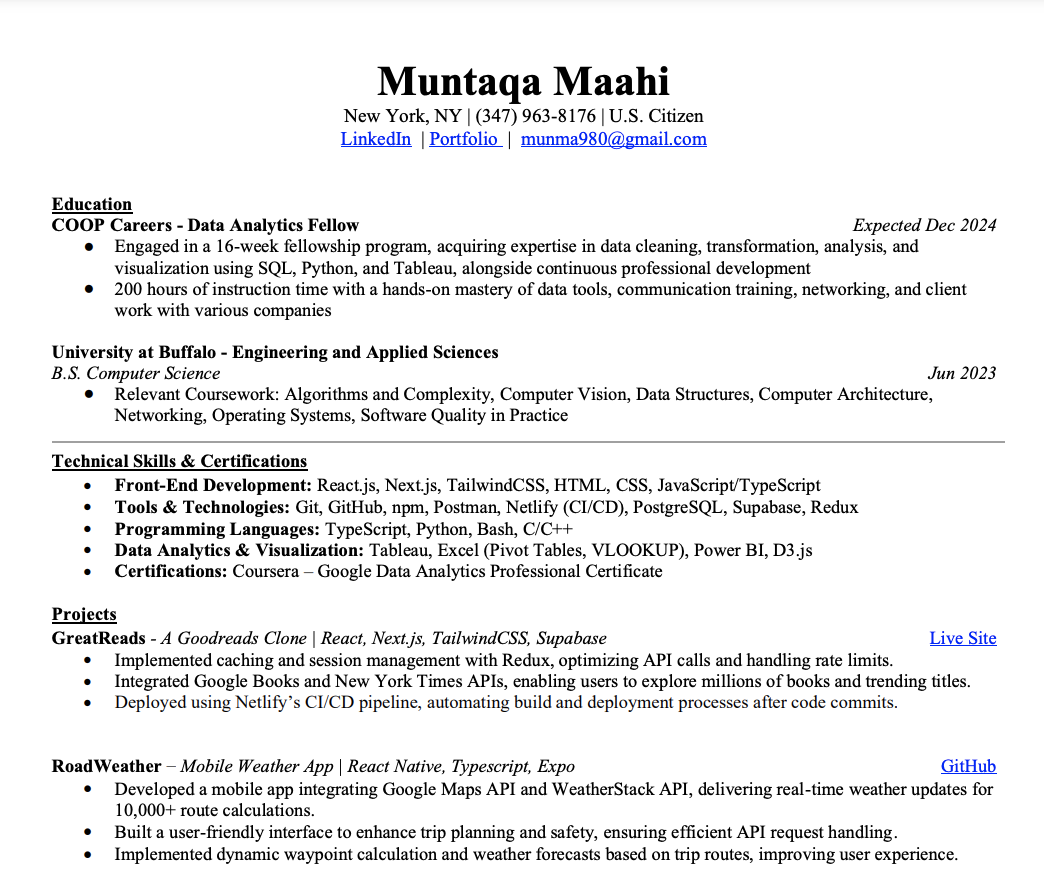 Muntaqa Maahi
New York, NY | (347) 963-8176 | U.S. Citizen
LinkedIn | Portfolio | munma980@gmail.com
Education
COOP Careers - Data Analytics Fellow Expected Dec 2024
● Engaged in a 16-week fellowship program, acquiring expertise in data cleaning, transformation, analysis, and
visualization using SQL, Python, and Tableau, alongside continuous professional development
● 200 hours of instruction time with a hands-on mastery of data tools, communication training, networking, and client
work with various companies
University at Buffalo - Engineering and Applied Sciences
B.S. Computer Science Jun 2023
● Relevant Coursework: Algorithms and Complexity, Computer Vision, Data Structures, Computer Architecture,
Networking, Operating Systems, Software Quality in Practice
Technical Skills & Certifications
• Front-End Development: React.js, Next.js, TailwindCSS, HTML, CSS, JavaScript/TypeScript
• Tools & Technologies: Git, GitHub, npm, Postman, Netlify (CI/CD), PostgreSQL, Supabase, Redux
• Programming Languages: TypeScript, Python, Bash, C/C++
• Data Analytics & Visualization: Tableau, Excel (Pivot Tables, VLOOKUP), Power BI, D3.js
• Certifications: Coursera – Google Data Analytics Professional Certificate
Projects
GreatReads - A Goodreads Clone | React, Next.js, TailwindCSS, Supabase Live Site
• Implemented caching and session management with Redux, optimizing API calls and handling rate limits.
• Integrated Google Books and New York Times APIs, enabling users to explore millions of books and trending titles.
• Deployed using Netlify’s CI/CD pipeline, automating build and deployment processes after code commits.
RoadWeather – Mobile Weather App | React Native, Typescript, Expo GitHub
• Developed a mobile app integrating Google Maps API and WeatherStack API, delivering real-time weather updates for
10,000+ route calculations.
• Built a user-friendly interface to enhance trip planning and safety, ensuring efficient API request handling.
• Implemented dynamic waypoint calculation and weather forecasts based on trip routes, improving user experience.